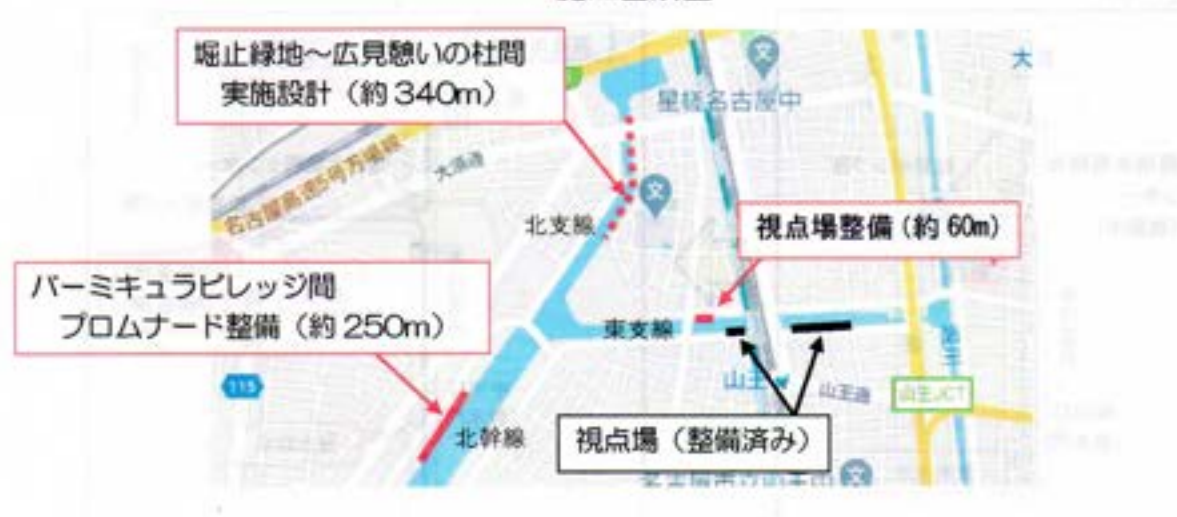 堀止緑地～広見憩いの杜間
実施設計（約340m）
星槎名古屋中
大
名古屋高速5号万場線
大須通
北支線
視点場整備（約60m）
バーミキュラビレッジ間
プロムナード整備（約250m）
東支線
115
山王
山王通
山王JCT
北幹線
視点場（整備済み）